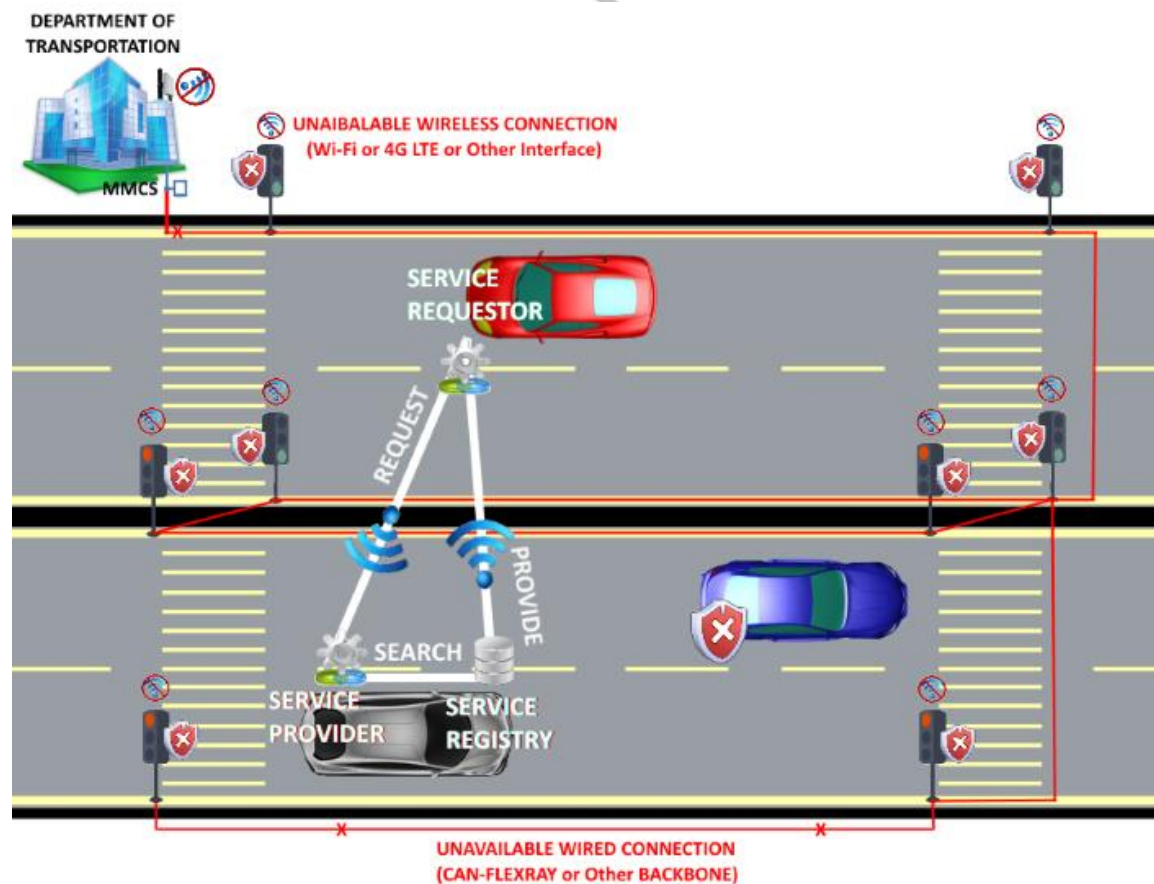 DEPARTMENT OF
TRANSPORTATION
UNAIBALABLE WIRELESS CONNECTION
(Wi-Fi or 4G LTE or Other Interface)
MMCS
SERVICE
REQUESTOR
REQUEST
PROVIDE
SEARCH
SERVICE
PROVIDER
SERVICE
REGISTRY
UNAVAILABLE WIRED CONNECTION
(CAN-FLEXRAY or Other BACKBONE)